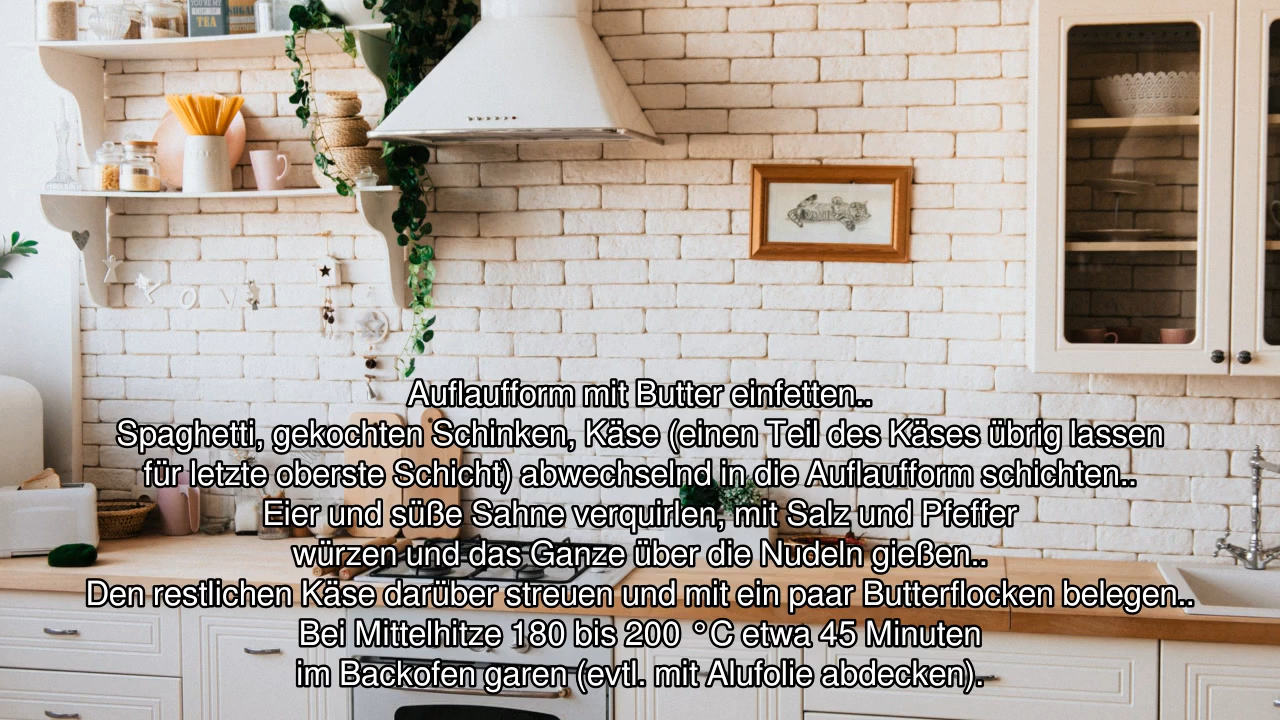 TEA
SUGAR
Auflaufform mit Butter einfetten..
Spaghetti, gekochten Schinken, Käse (einen Teil des Käses übrig lassen
für letzte oberste Schicht) abwechselnd in die Auflaufform schichten..
Eier und süße Sahne verquirlen, mit Salz und Pfeffer
würzen und das Ganze über die Nudeln gießen..
Den restlichen Käse darüber streuen und mit ein paar Butterflocken belegen..
Bei Mittelhitze 180 bis 200 °C etwa 45 Minuten
im Backofen garen (evtl. mit Alufolie abdecken).